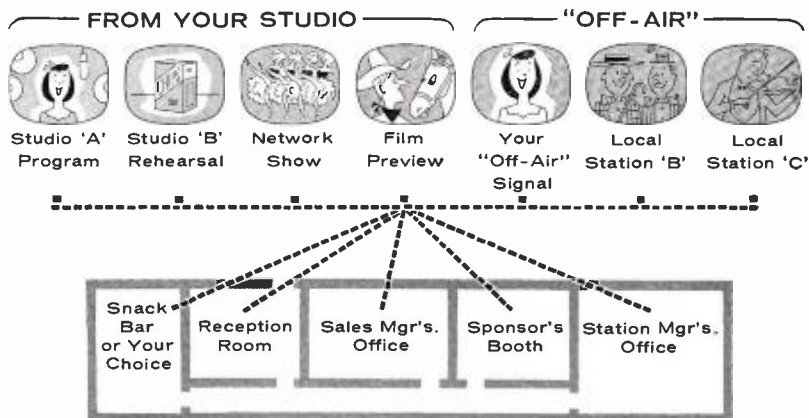 FROM YOUR STUDIO
"OFF-AIR"
Studio 'A'
Program
Studio 'B'
Rehearsal
Network
Show
Film
Preview
Your
"Off-Air"
Signal
Local
Station 'B'
Local
Station 'C'
Snack
Bar
or Your
Choice
Reception
Room
Sales Mgr's.
Office
Sponsor's
Booth
Station Mgr's.
Office